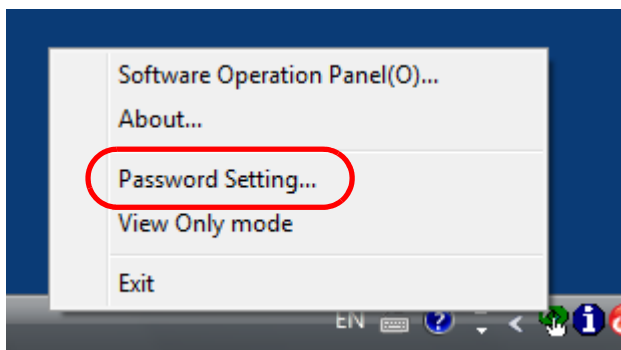 Software Operation Panel(O)...
About...
Password Setting...
View Only mode
Exit
EN